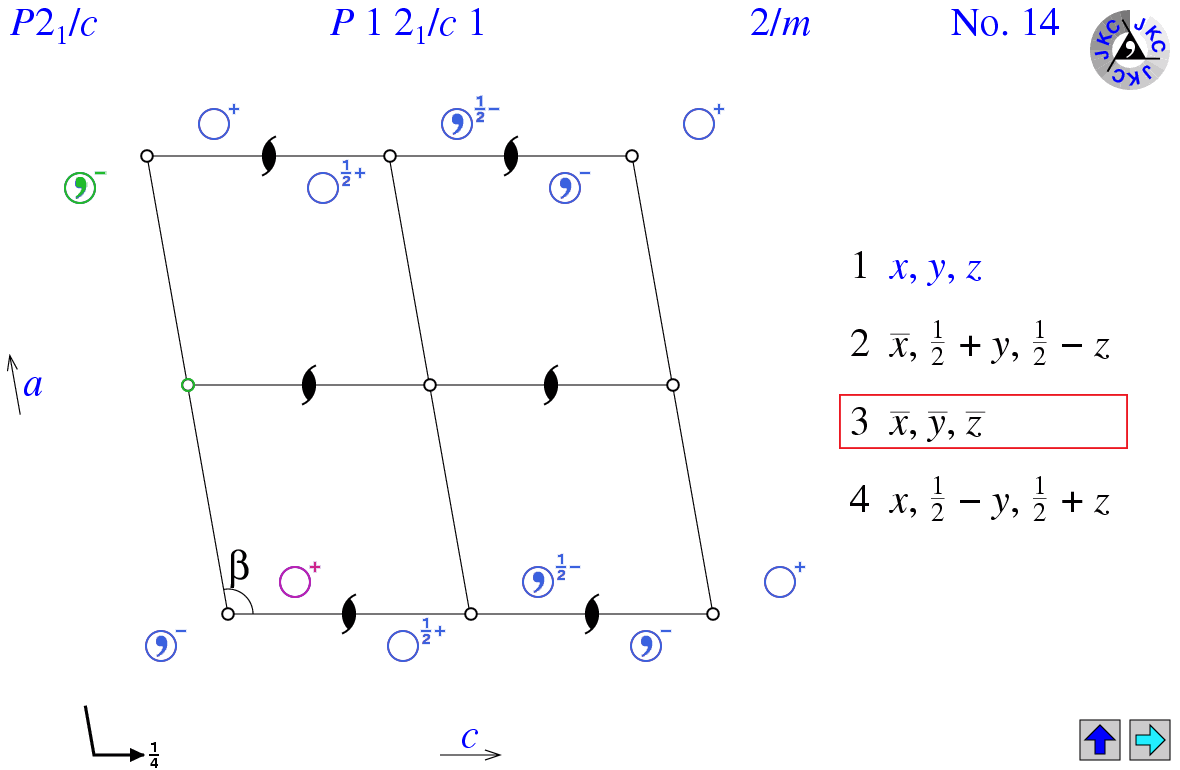 P2₁/c P 1 2₁/c 1 2/m No. 14
JKC JKC JKC
+ ½− +
− ½+ −
1 x, y, z
2 x̅, ½ + y, ½ − z
a
3 x̅, y̅, z̅
4 x, ½ − y, ½ + z
β + ½− +
− ½+ −
c
¼